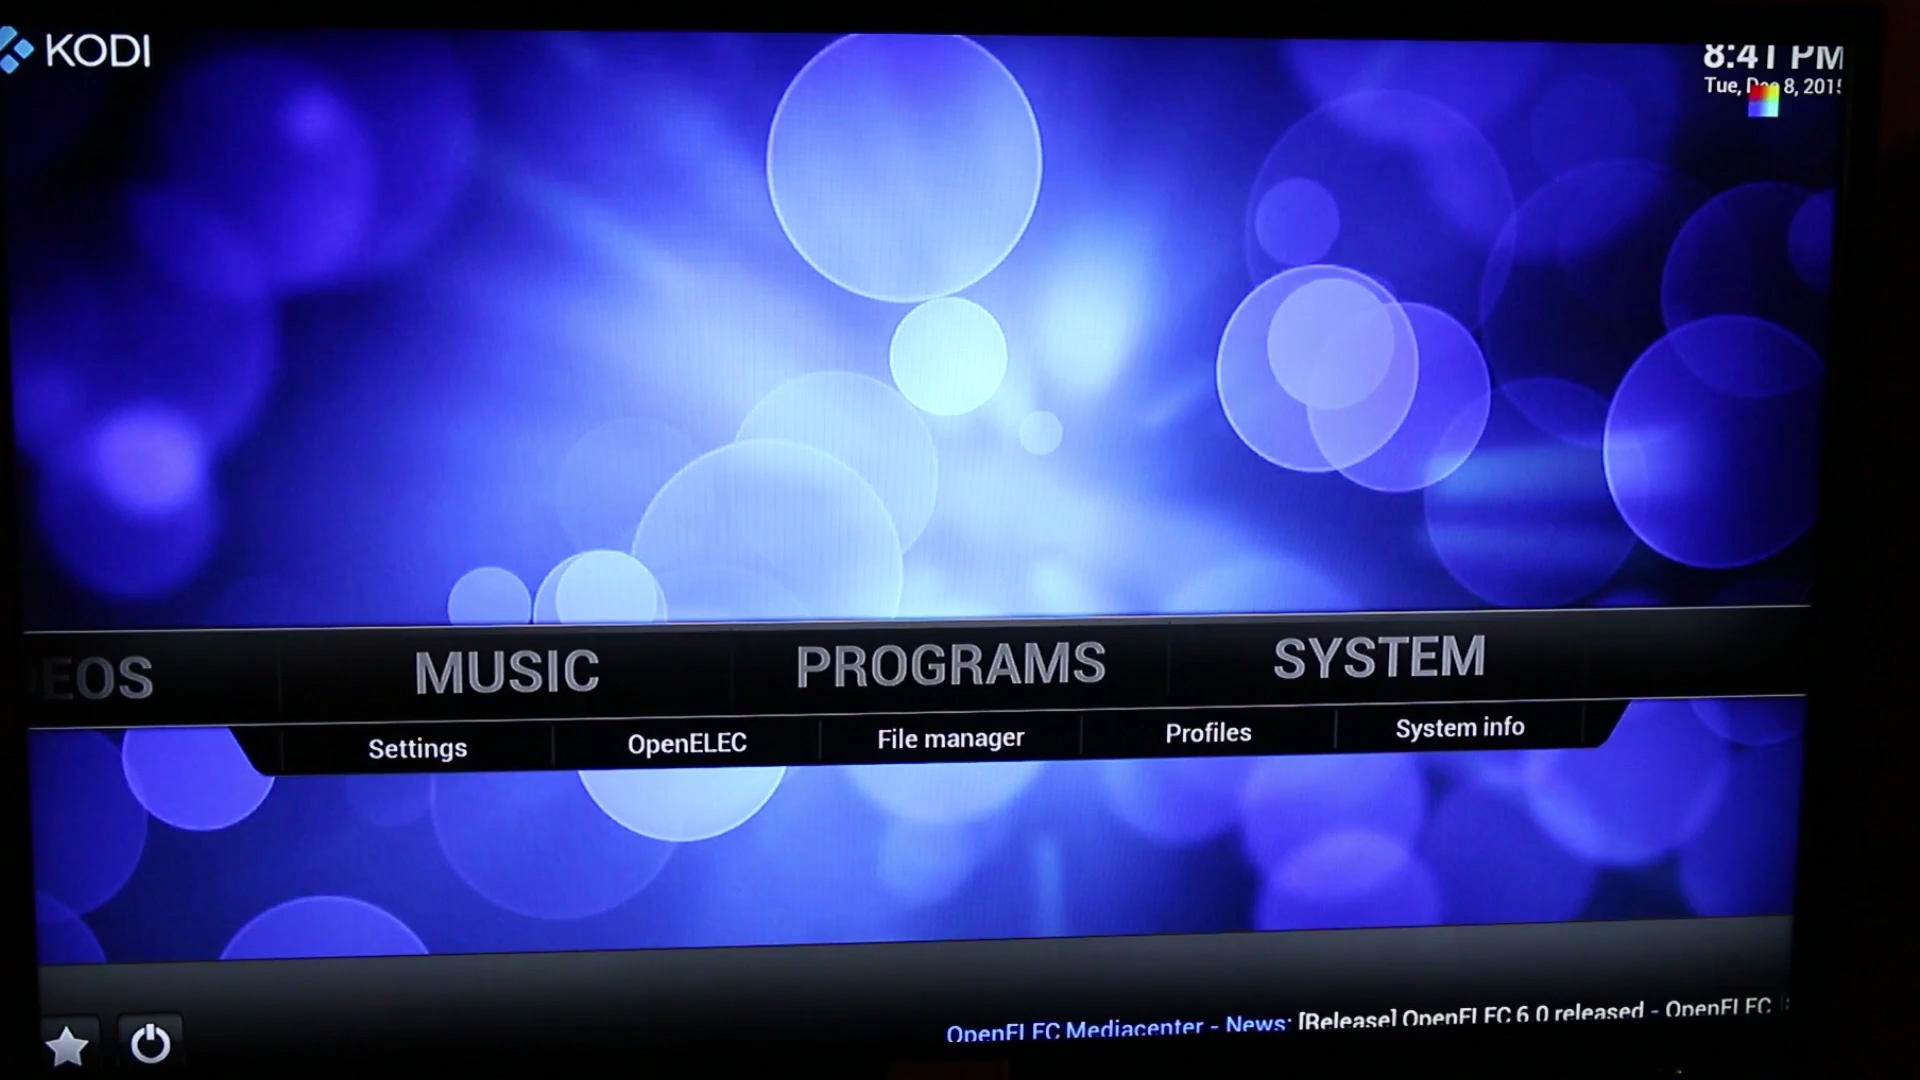 KODI
8:41 PM
Tue, Dec 8, 201
EOS
MUSIC
PROGRAMS
SYSTEM
Settings
OpenELEC
File manager
Profiles
System info
OpenELEC Mediacenter - News: [Release] OpenELEC 6.0 released - OpenELEC